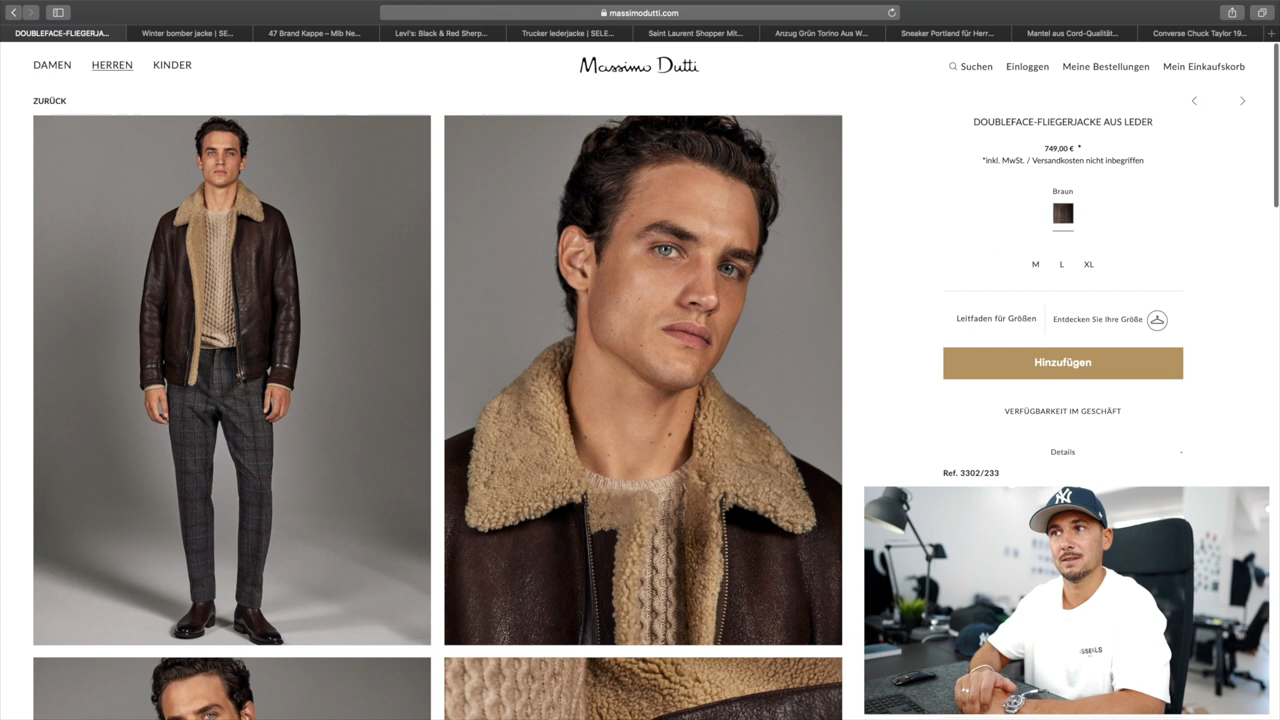 massimodutti.com
DOUBLEFACE-FLIEGERJA...
Winter bomber jacke | SE...
47 Brand Kappe – Mlb Ne...
Levi's: Black & Red Sherp...
Trucker lederjacke | SELE...
Saint Laurent Shopper Mit...
Anzug Grün Torino Aus W...
Sneaker Portland für Herr...
Mantel aus Cord-Qualität...
Converse Chuck Taylor 19...
DAMEN
HERREN
KINDER
Massimo Dutti
Suchen
Einloggen
Meine Bestellungen
Mein Einkaufskorb
ZURÜCK
DOUBLEFACE-FLIEGERJACKE AUS LEDER
749,00 € *
*inkl. MwSt. / Versandkosten nicht inbegriffen
Braun
M L XL
Leitfaden für Größen
Entdecken Sie Ihre Größe
Hinzufügen
VERFÜGBARKEIT IM GESCHÄFT
Details -
Ref. 3302/233
NY